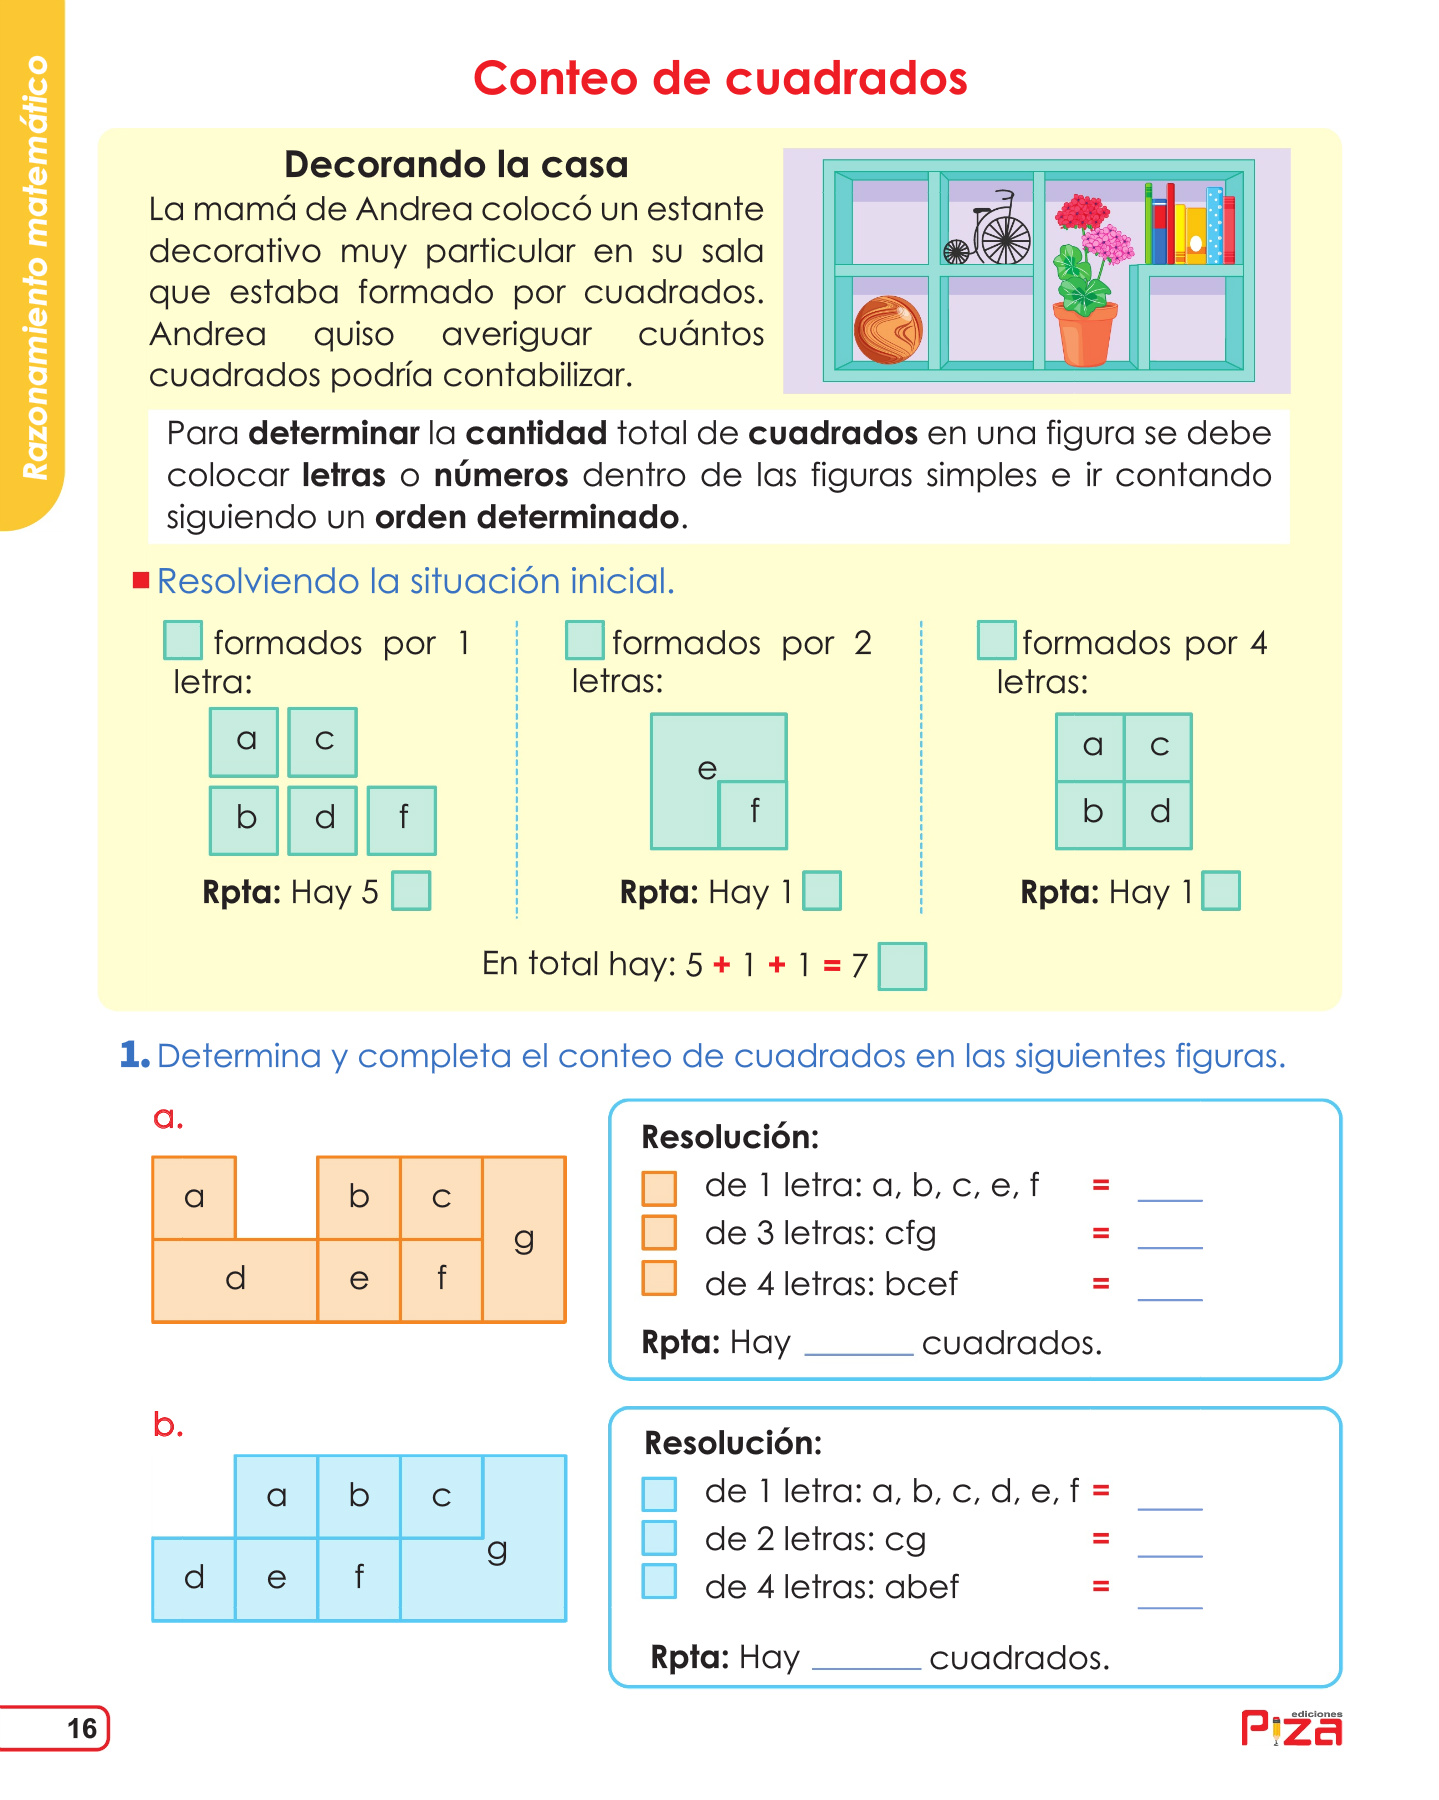 Razonamiento matemático
Conteo de cuadrados
Decorando la casa
La mamá de Andrea colocó un estante
decorativo muy particular en su sala
que estaba formado por cuadrados.
Andrea quiso averiguar cuántos
cuadrados podría contabilizar.
Para determinar la cantidad total de cuadrados en una figura se debe
colocar letras o números dentro de las figuras simples e ir contando
siguiendo un orden determinado.
Resolviendo la situación inicial.
formados por 1
letra:
a c
b d f
Rpta: Hay 5
formados por 2
letras:
e
f
Rpta: Hay 1
formados por 4
letras:
a c
b d
Rpta: Hay 1
En total hay: 5 + 1 + 1 = 7
1. Determina y completa el conteo de cuadrados en las siguientes figuras.
a.
a b c
g
d e f
Resolución:
de 1 letra: a, b, c, e, f = ____
de 3 letras: cfg = ____
de 4 letras: bcef = ____
Rpta: Hay ______ cuadrados.
b.
a b c
g
d e f
Resolución:
de 1 letra: a, b, c, d, e, f = ____
de 2 letras: cg = ____
de 4 letras: abef = ____
Rpta: Hay ______ cuadrados.
16
ediciones
Piza